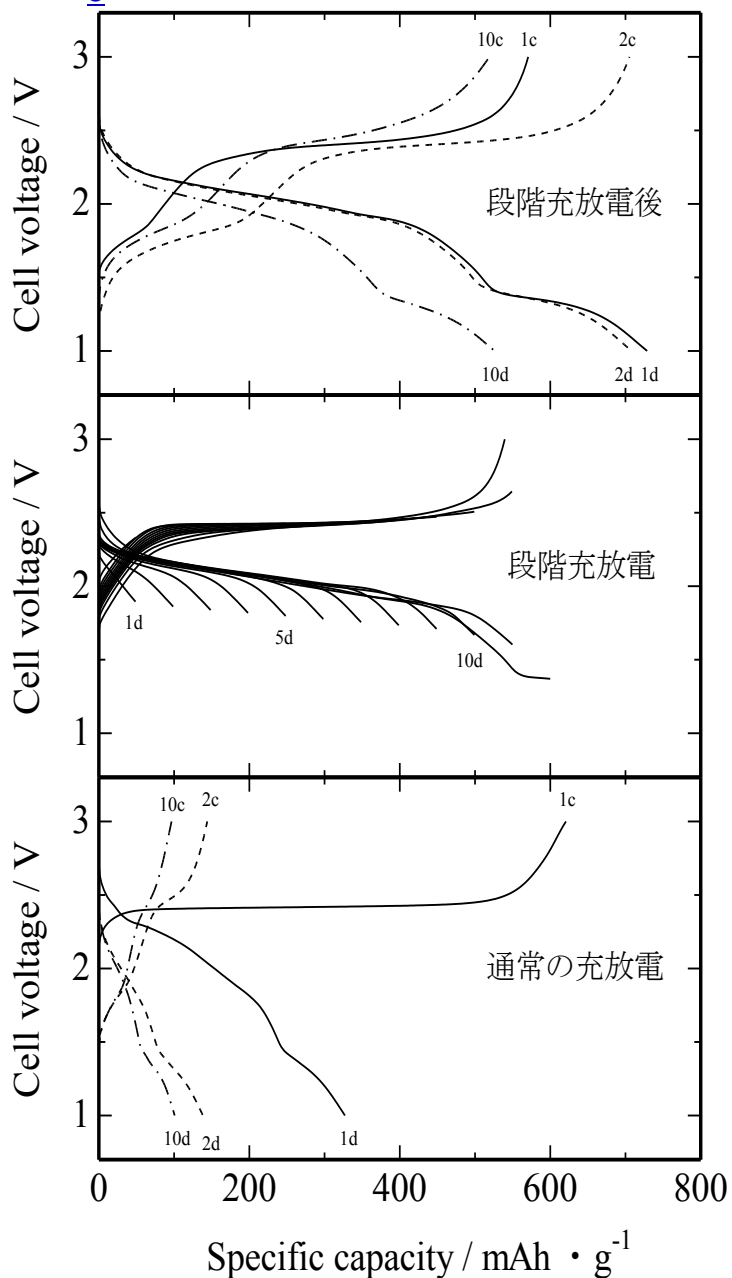 10c 1c 2c
3
2
1
Cell voltage / V
段階充放電後
10d 2d 1d
3
2
1
Cell voltage / V
段階充放電
1d
5d
10d
10c 2c 1c
3
2
1
Cell voltage / V
通常の充放電
10d 2d 1d
0 200 400 600 800
Specific capacity / mAh・g-1